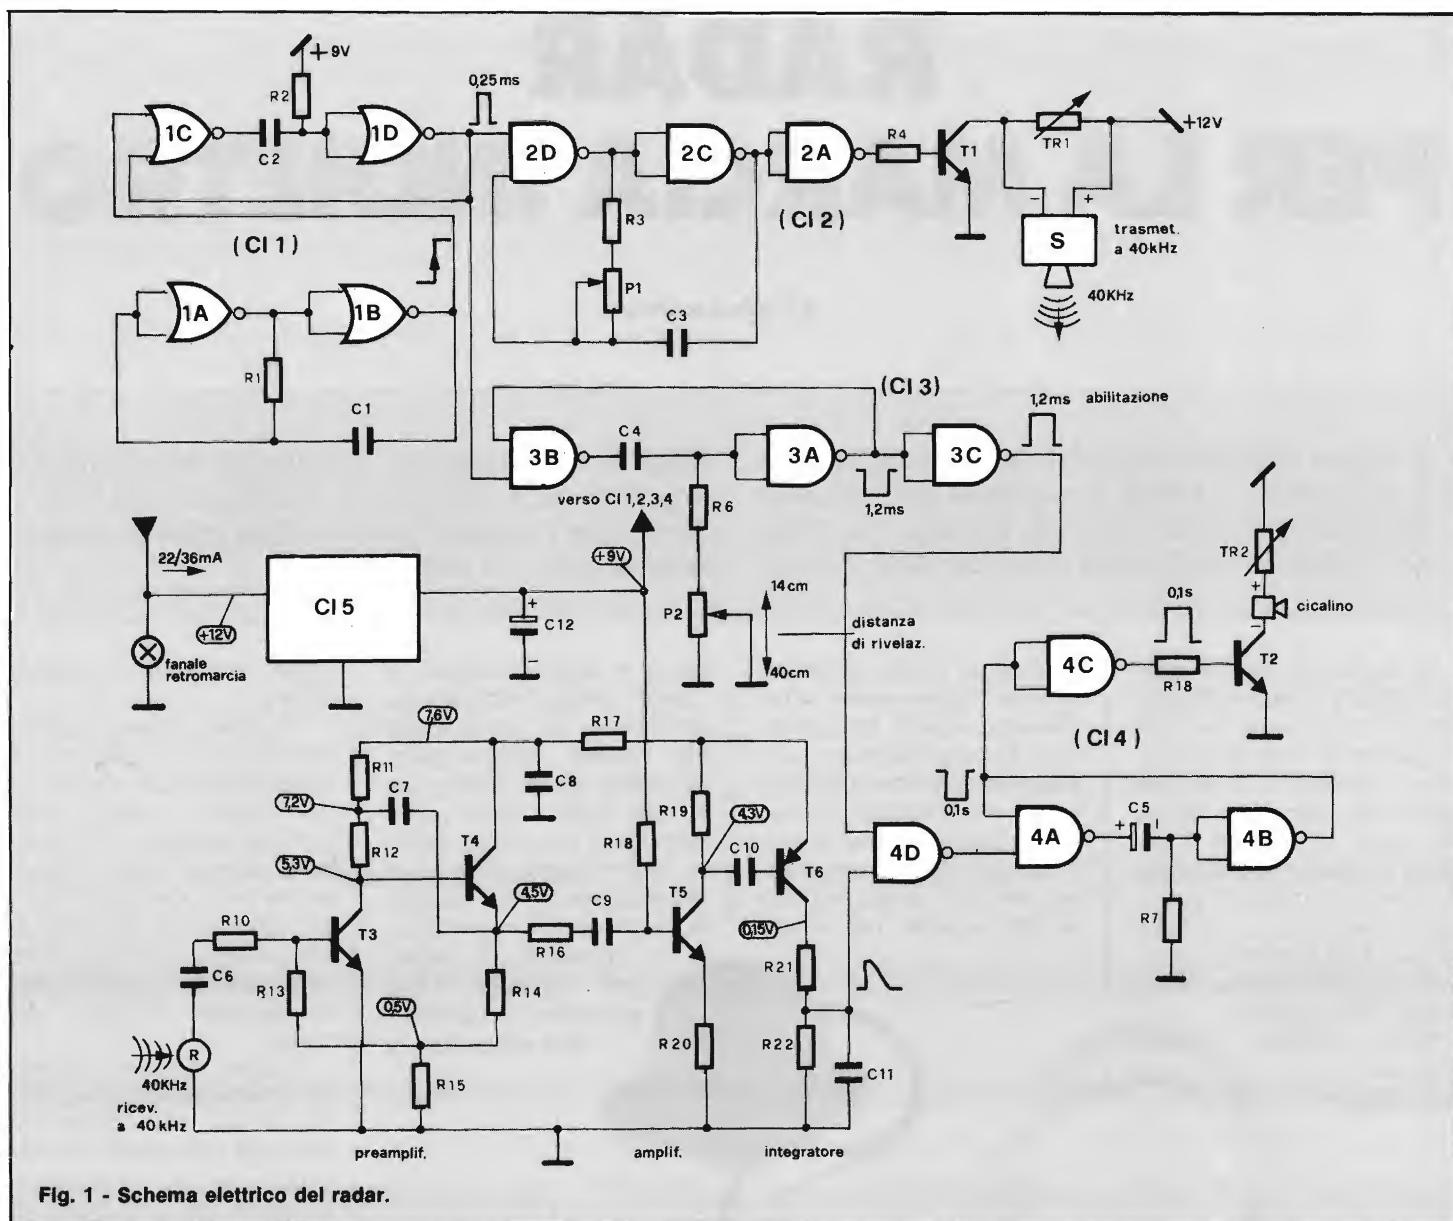 +9V
R2
0,25 ms
1C
C2
1D
2D
2C
2A
R4
T1
TR1
+12V
R3
(CI 2)
- +
S
trasmet.
a 40kHz
(CI 1)
P1
40KHz
1A
1B
C3
R1
C1
(CI 3)
1,2ms abilitazione
3B
C4
3A
3C
verso CI 1,2,3,4
R6
1,2ms
22/36mA
+9V
TR2
+12V
CI 5
+
C12
-
P2
14cm
distanza
di rivelaz.
40cm
0,1s
+
cicalino
-
fanale
retromarcia
4C
R18
T2
7,6V
R17
(CI 4)
R11
C7
C8
7,2V
R19
0,1s
R12
T4
R18
4,3V
C10
4D
4A
+ C5 I
4B
5,3V
T6
4,5V
C9
T5
R10
T3
R16
0,15V
R7
C6
R13
R14
R21
0,5V
R
R20
R22
C11
40KHz
R15
ricev.
a 40 kHz
preamplif.
amplif.
integratore
Fig. 1 - Schema elettrico del radar.